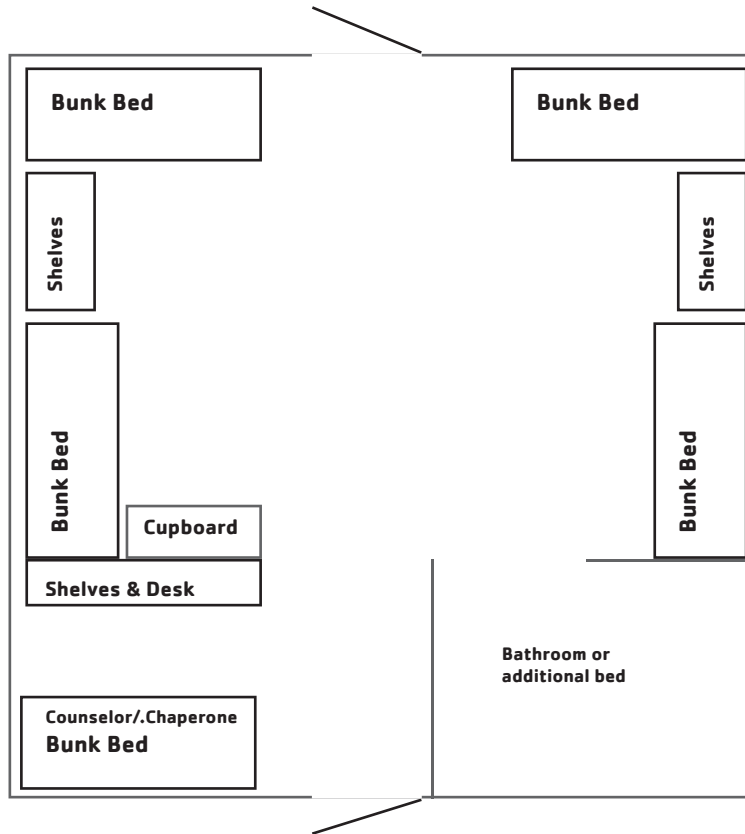 Bunk Bed
Bunk Bed
Shelves
Shelves
Bunk Bed
Bunk Bed
Cupboard
Shelves & Desk
Bathroom or
additional bed
Counselor/.Chaperone
Bunk Bed